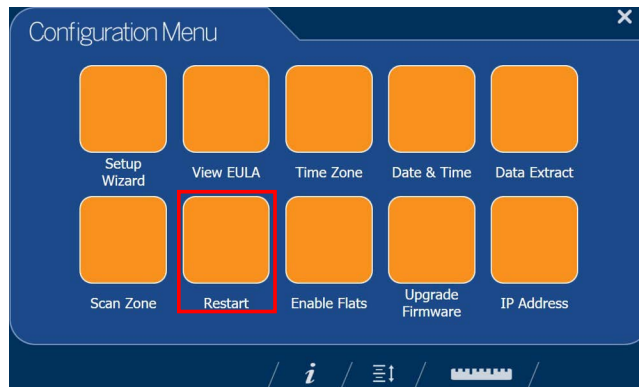 Configuration Menu
Setup
Wizard
View EULA
Time Zone
Date & Time
Data Extract
Scan Zone
Restart
Enable Flats
Upgrade
Firmware
IP Address
i